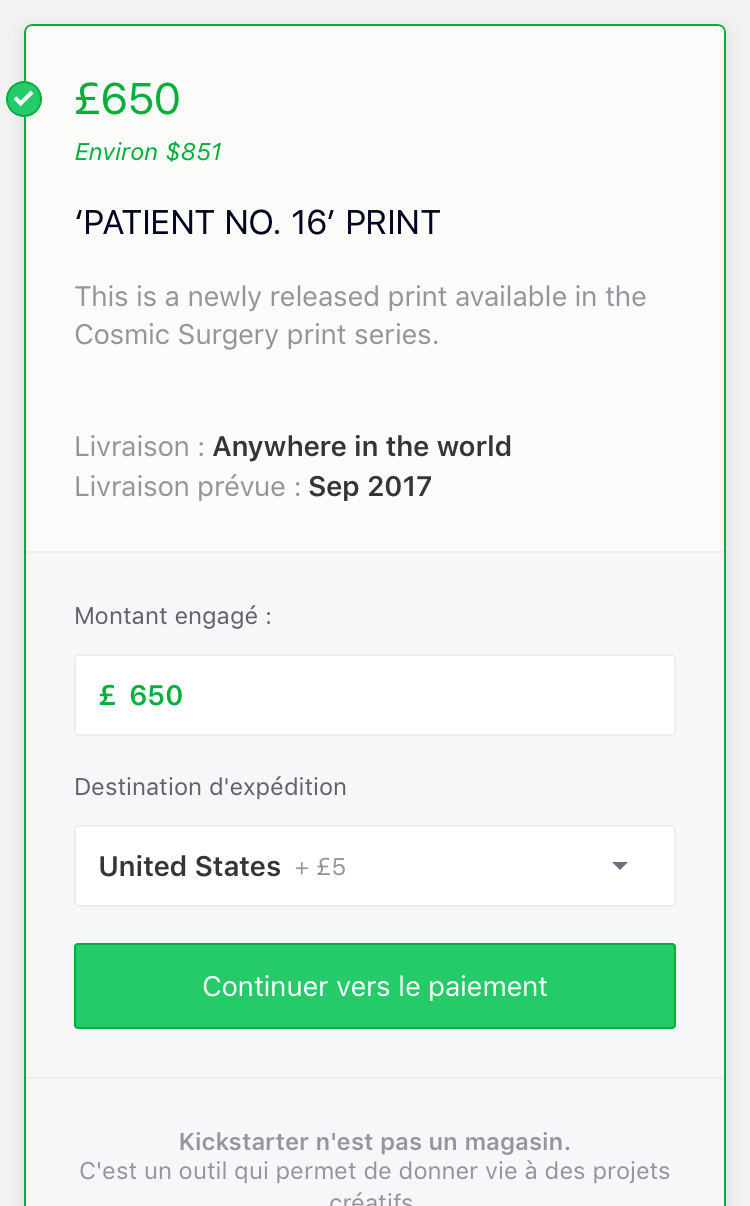 £650
Environ $851
‘PATIENT NO. 16’ PRINT
This is a newly released print available in the
Cosmic Surgery print series.
Livraison : Anywhere in the world
Livraison prévue : Sep 2017
Montant engagé :
£ 650
Destination d'expédition
United States + £5
Continuer vers le paiement
Kickstarter n'est pas un magasin.
C'est un outil qui permet de donner vie à des projets
créatifs.